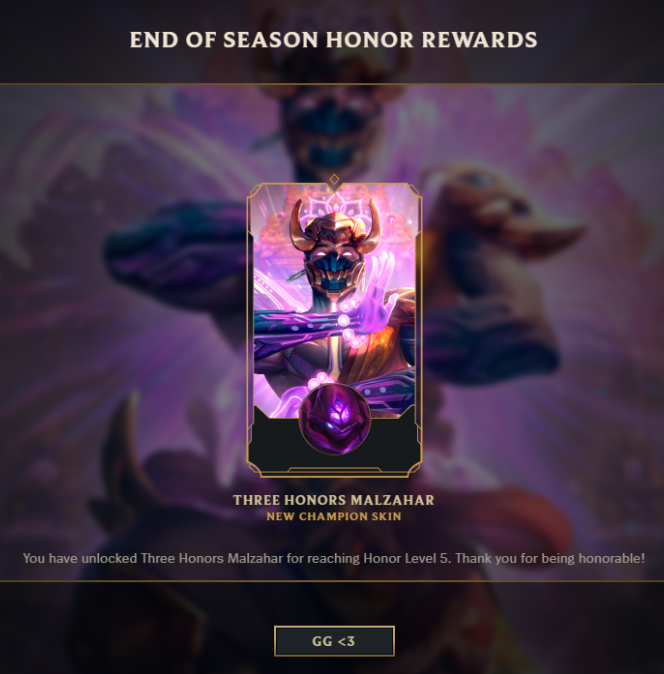 END OF SEASON HONOR REWARDS
THREE HONORS MALZAHAR
NEW CHAMPION SKIN
You have unlocked Three Honors Malzahar for reaching Honor Level 5. Thank you for being honorable!
GG <3